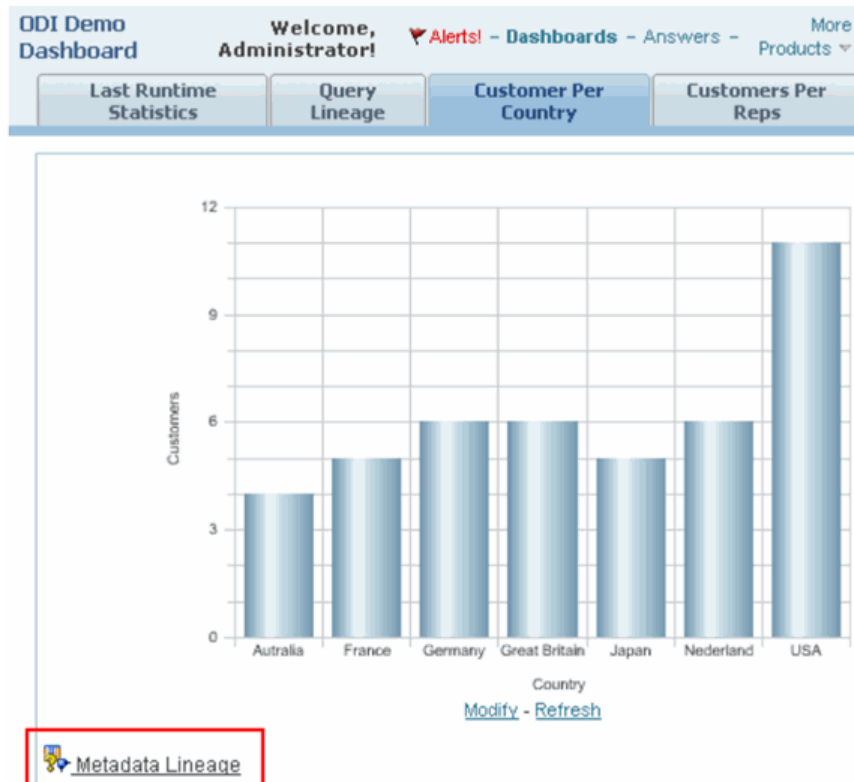 ODI Demo
Dashboard
Welcome,
Administrator!
Alerts! - Dashboards - Answers -
More
Products
Last Runtime
Statistics
Query
Lineage
Customer Per
Country
Customers Per
Reps
12
9
6
3
0
Customers
Autralia
France
Germany
Great Britain
Japan
Nederland
USA
Country
Modify - Refresh
Metadata Lineage